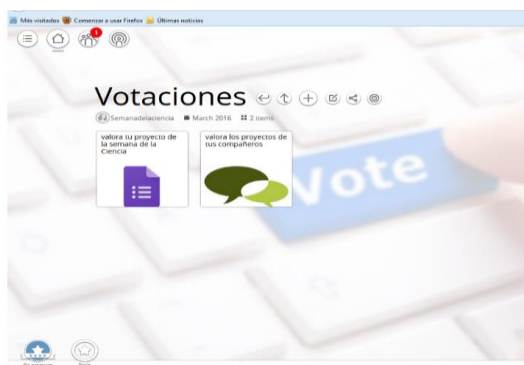 Más visitados Comenzar a usar Firefox Últimas noticias
1
Votaciones
Semanadelaciencia March 2016 2 items
valora tu proyecto de
la semana de la
Ciencia
valora los proyectos de
tus compañeros
Vote